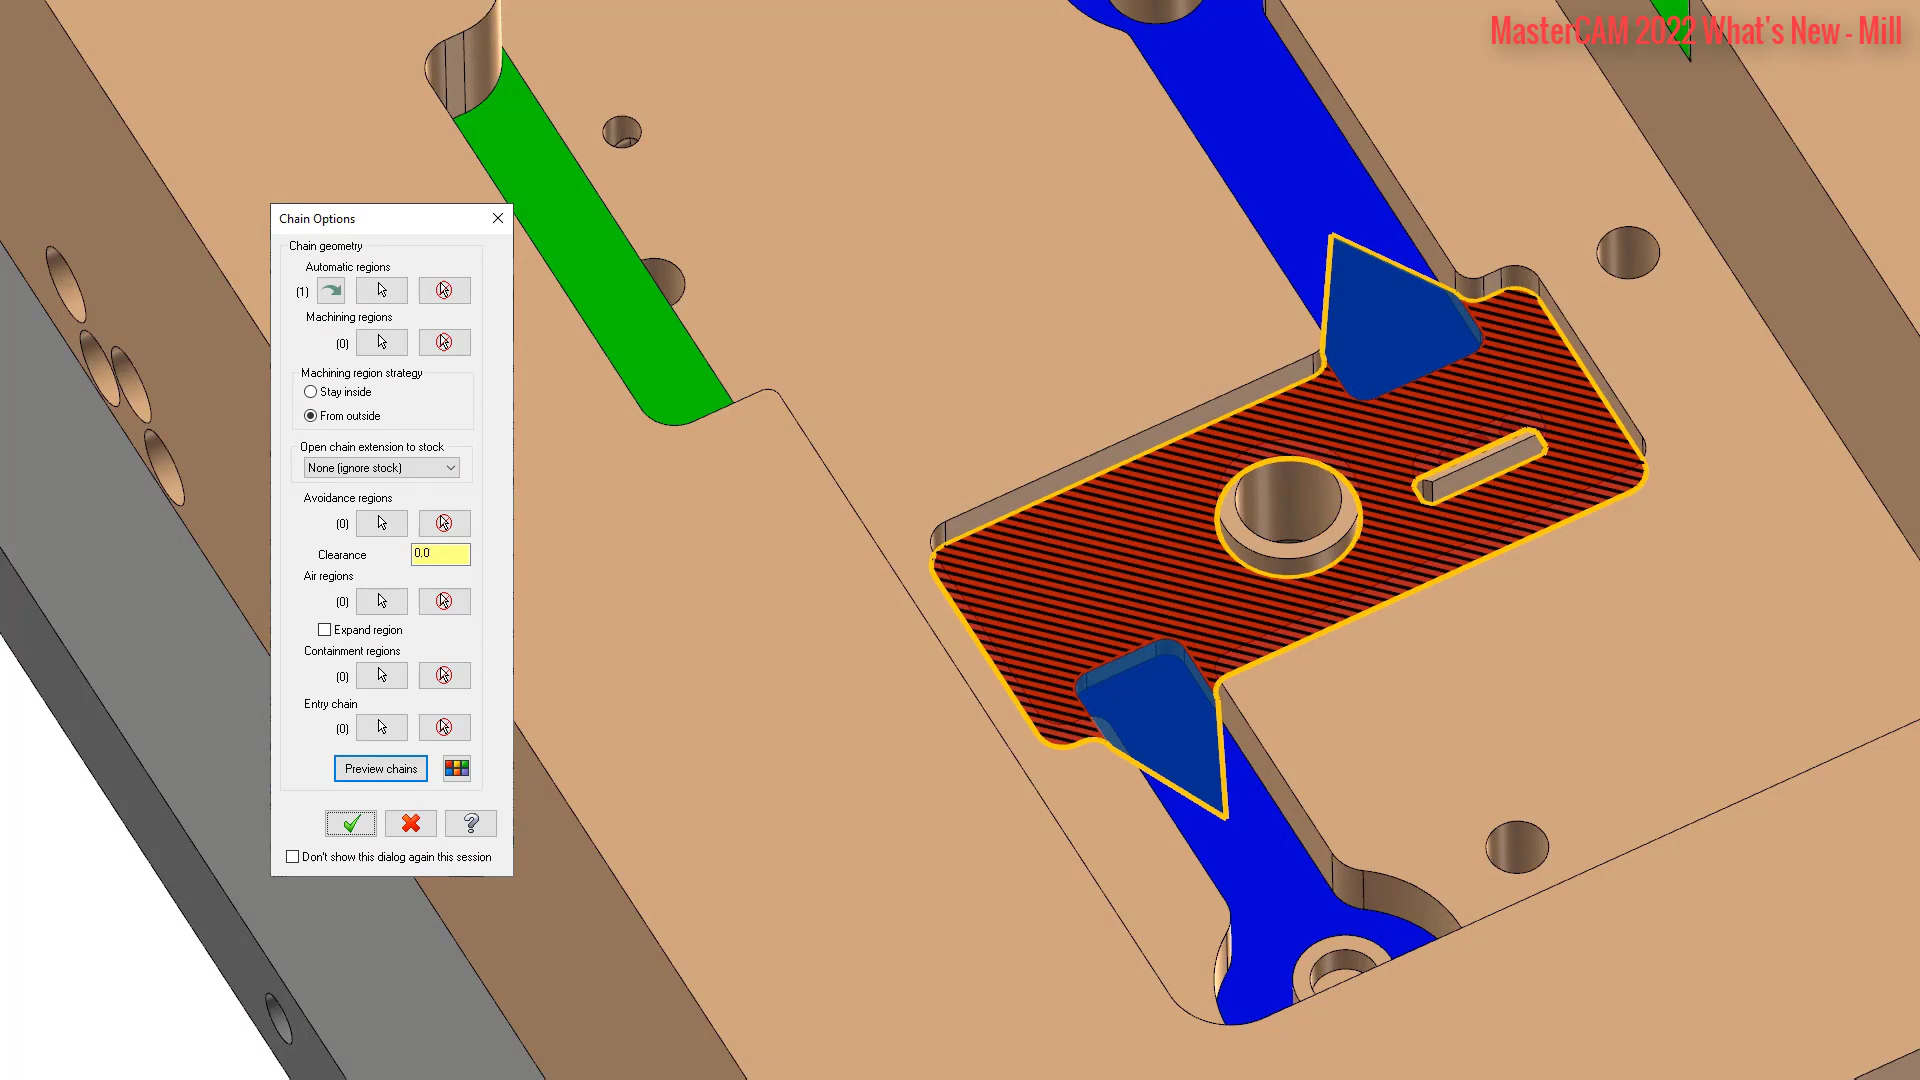 MasterCAM 2022 What's New - Mill
Chain Options
Chain geometry
Automatic regions
(1)
Machining regions
(0)
Machining region strategy
Stay inside
From outside
Open chain extension to stock
None (ignore stock)
Avoidance regions
(0)
Clearance 0.0
Air regions
(0)
Expand region
Containment regions
(0)
Entry chain
(0)
Preview chains
Don't show this dialog again this session